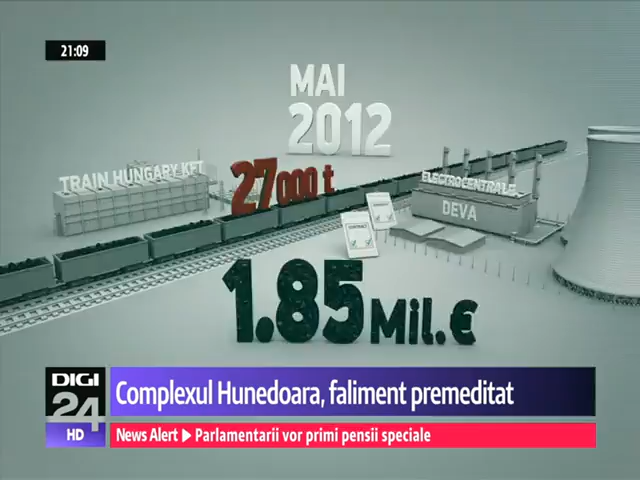 21:09
MAI
2012
TRAIN HUNGARY KFT
27000 t
ELECTROCENTRALE
DEVA
CONTRACT
1.85 Mil.€
DIGI
24
HD
Complexul Hunedoara, faliment premeditat
News Alert ▶ Parlamentarii vor primi pensii speciale